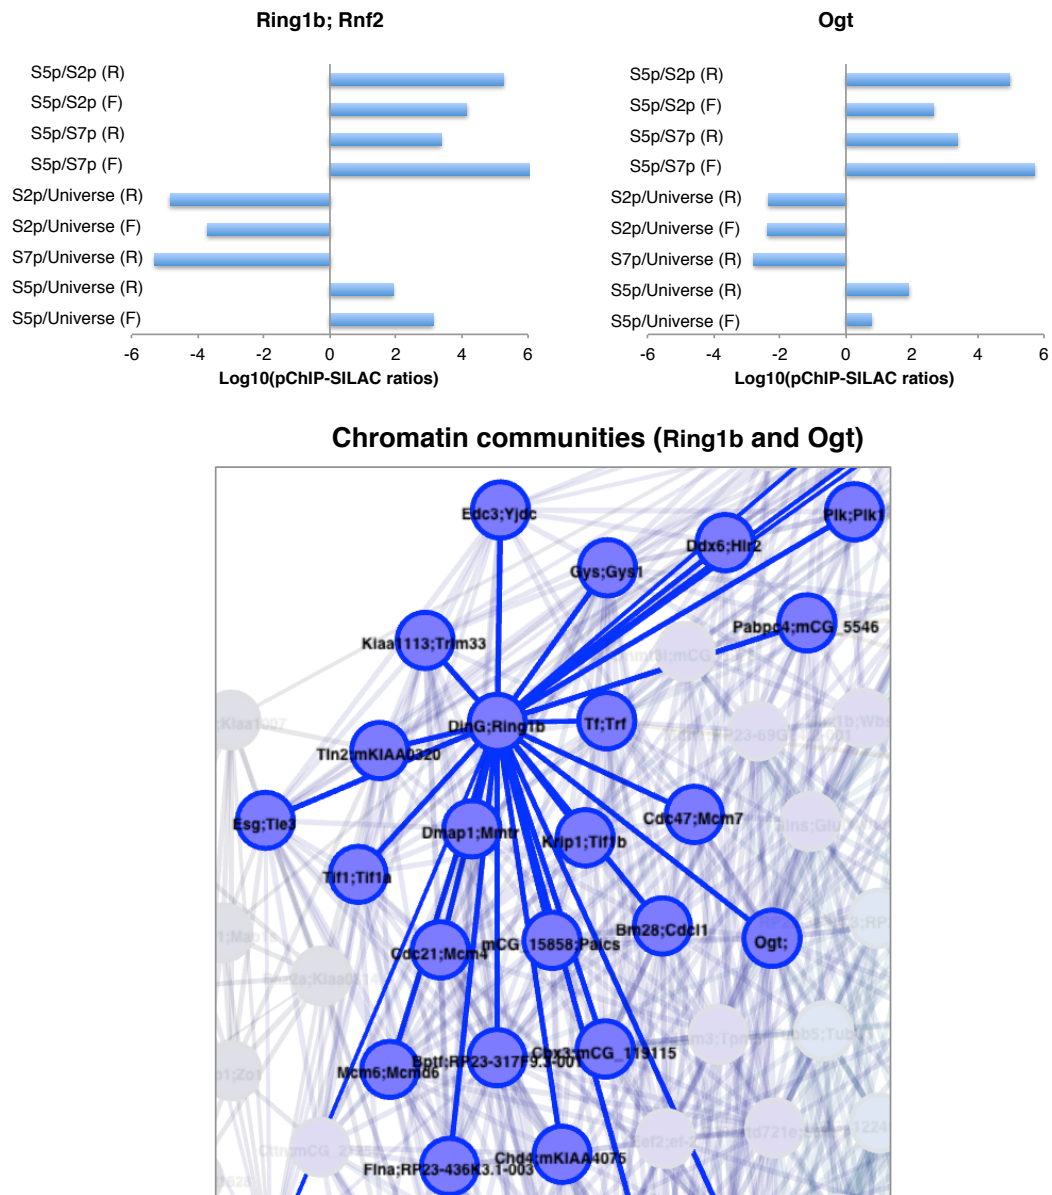 Ring1b; Rnf2
S5p/S2p (R)
S5p/S2p (F)
S5p/S7p (R)
S5p/S7p (F)
S2p/Universe (R)
S2p/Universe (F)
S7p/Universe (R)
S5p/Universe (R)
S5p/Universe (F)
-6 -4 -2 0 2 4 6
Log10(pChIP-SILAC ratios)
Ogt
S5p/S2p (R)
S5p/S2p (F)
S5p/S7p (R)
S5p/S7p (F)
S2p/Universe (R)
S2p/Universe (F)
S7p/Universe (R)
S5p/Universe (R)
S5p/Universe (F)
-6 -4 -2 0 2 4 6
Log10(pChIP-SILAC ratios)
Chromatin communities (Ring1b and Ogt)
Edc3;Yjdc
Plk;Plk1
Ddx6;Hlr2
Gys;Gys1
Pabpc4;mCG_5546
Kiaa1113;Trim33
DinG;Ring1b
Tf;Trf
Tln2;mKIAA0320
Esg;Tle3
Dmap1;Mmtr
Krip1;Tif1b
Cdc47;Mcm7
Tif1;Tif1a
Bm28;Cdcl1
Ogt;
Cdc21;Mcm4
mCG_15858;Paics
Cbx3;mCG_119115
Bptf;RP23-317F9.3-001
Mcm6;Mcmd6
Chd4;mKIAA4075
Flna;RP23-436K3.1-003
Eef2;ef-2